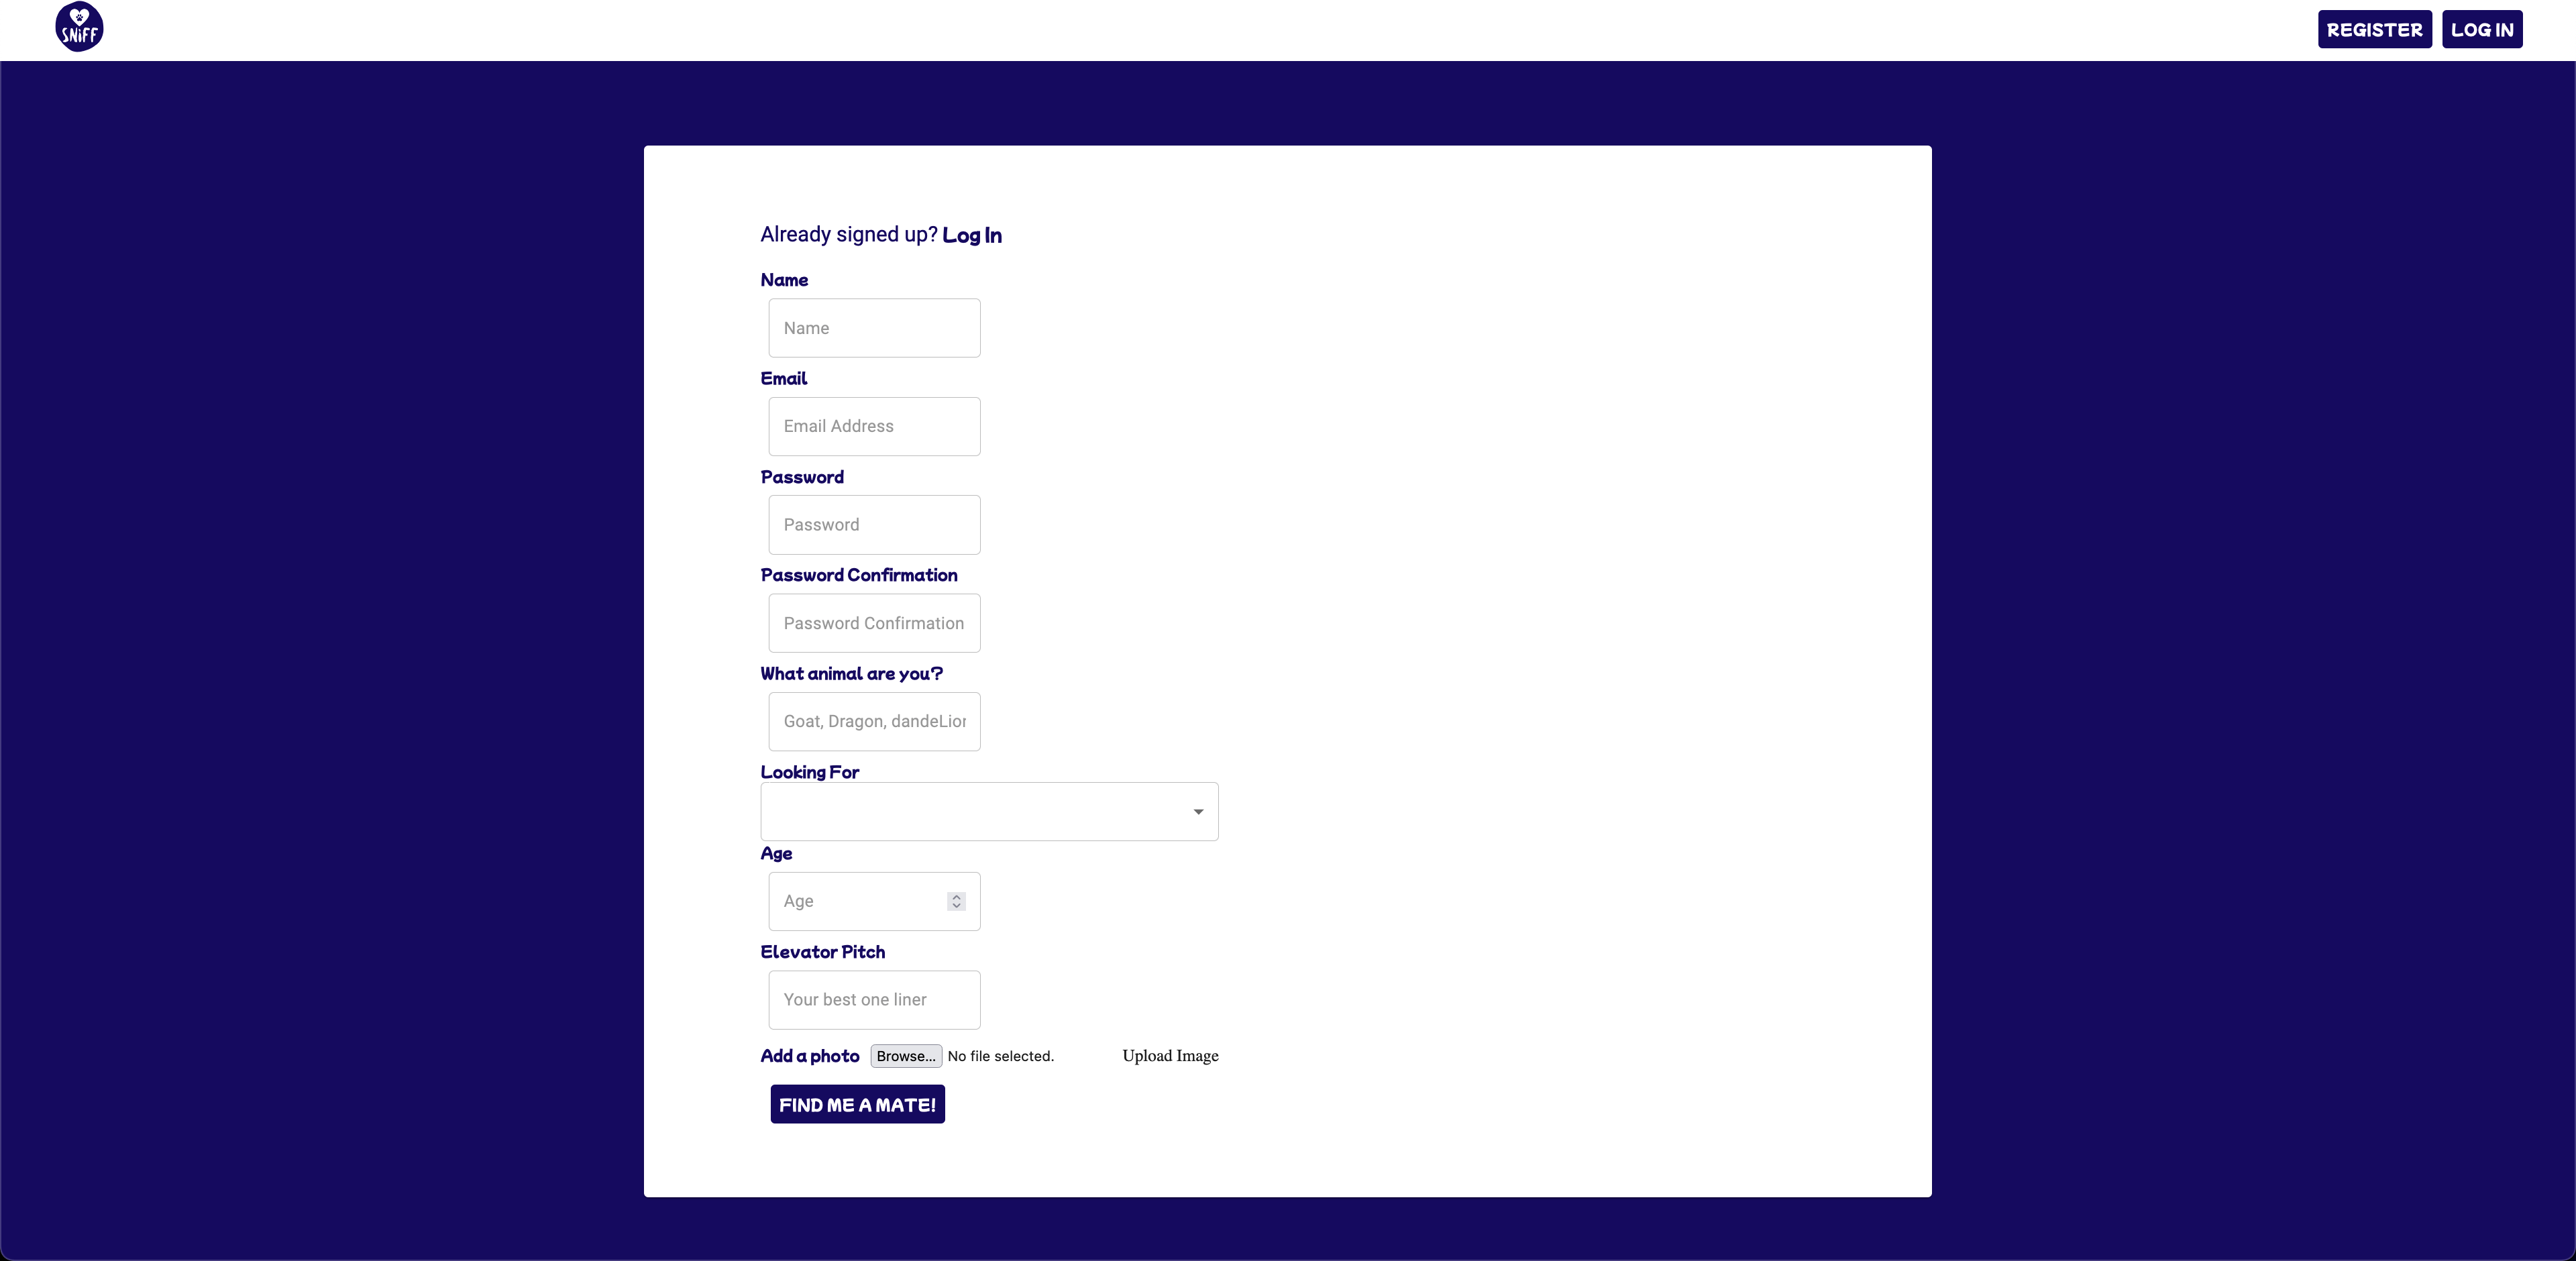 SNiFF
REGISTER LOG IN
Already signed up? Log In
Name
Name
Email
Email Address
Password
Password
Password Confirmation
Password Confirmation
What animal are you?
Goat, Dragon, dandeLion
Looking For
Age
Age
Elevator Pitch
Your best one liner
Add a photo Browse... No file selected. Upload Image
FIND ME A MATE!